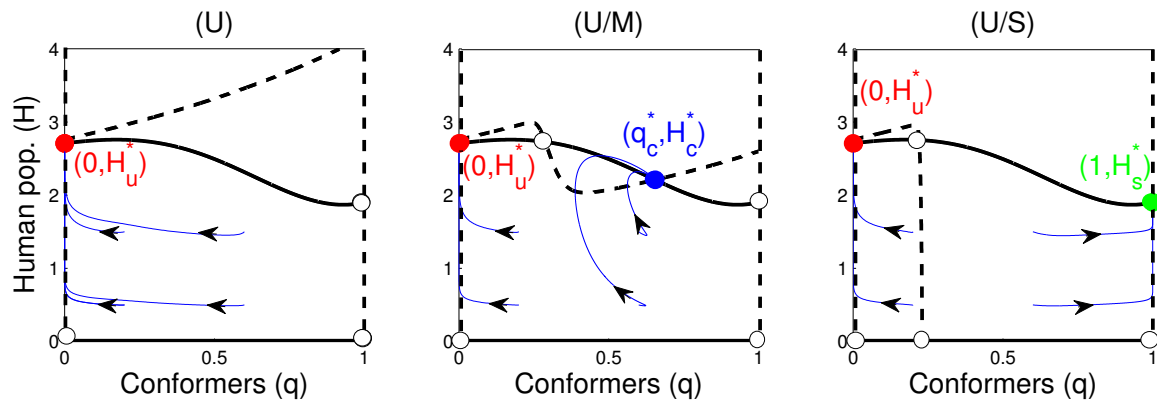 (U)
(U/M)
(U/S)
Human pop. (H)
4
3
2
1
0
(0,H*u)
0
0.5
1
Conformers (q)
4
3
2
1
0
(0,H*u)
(q*c,H*c)
0
0.5
1
Conformers (q)
4
3
2
1
0
(0,H*u)
(1,H*s)
0
0.5
1
Conformers (q)